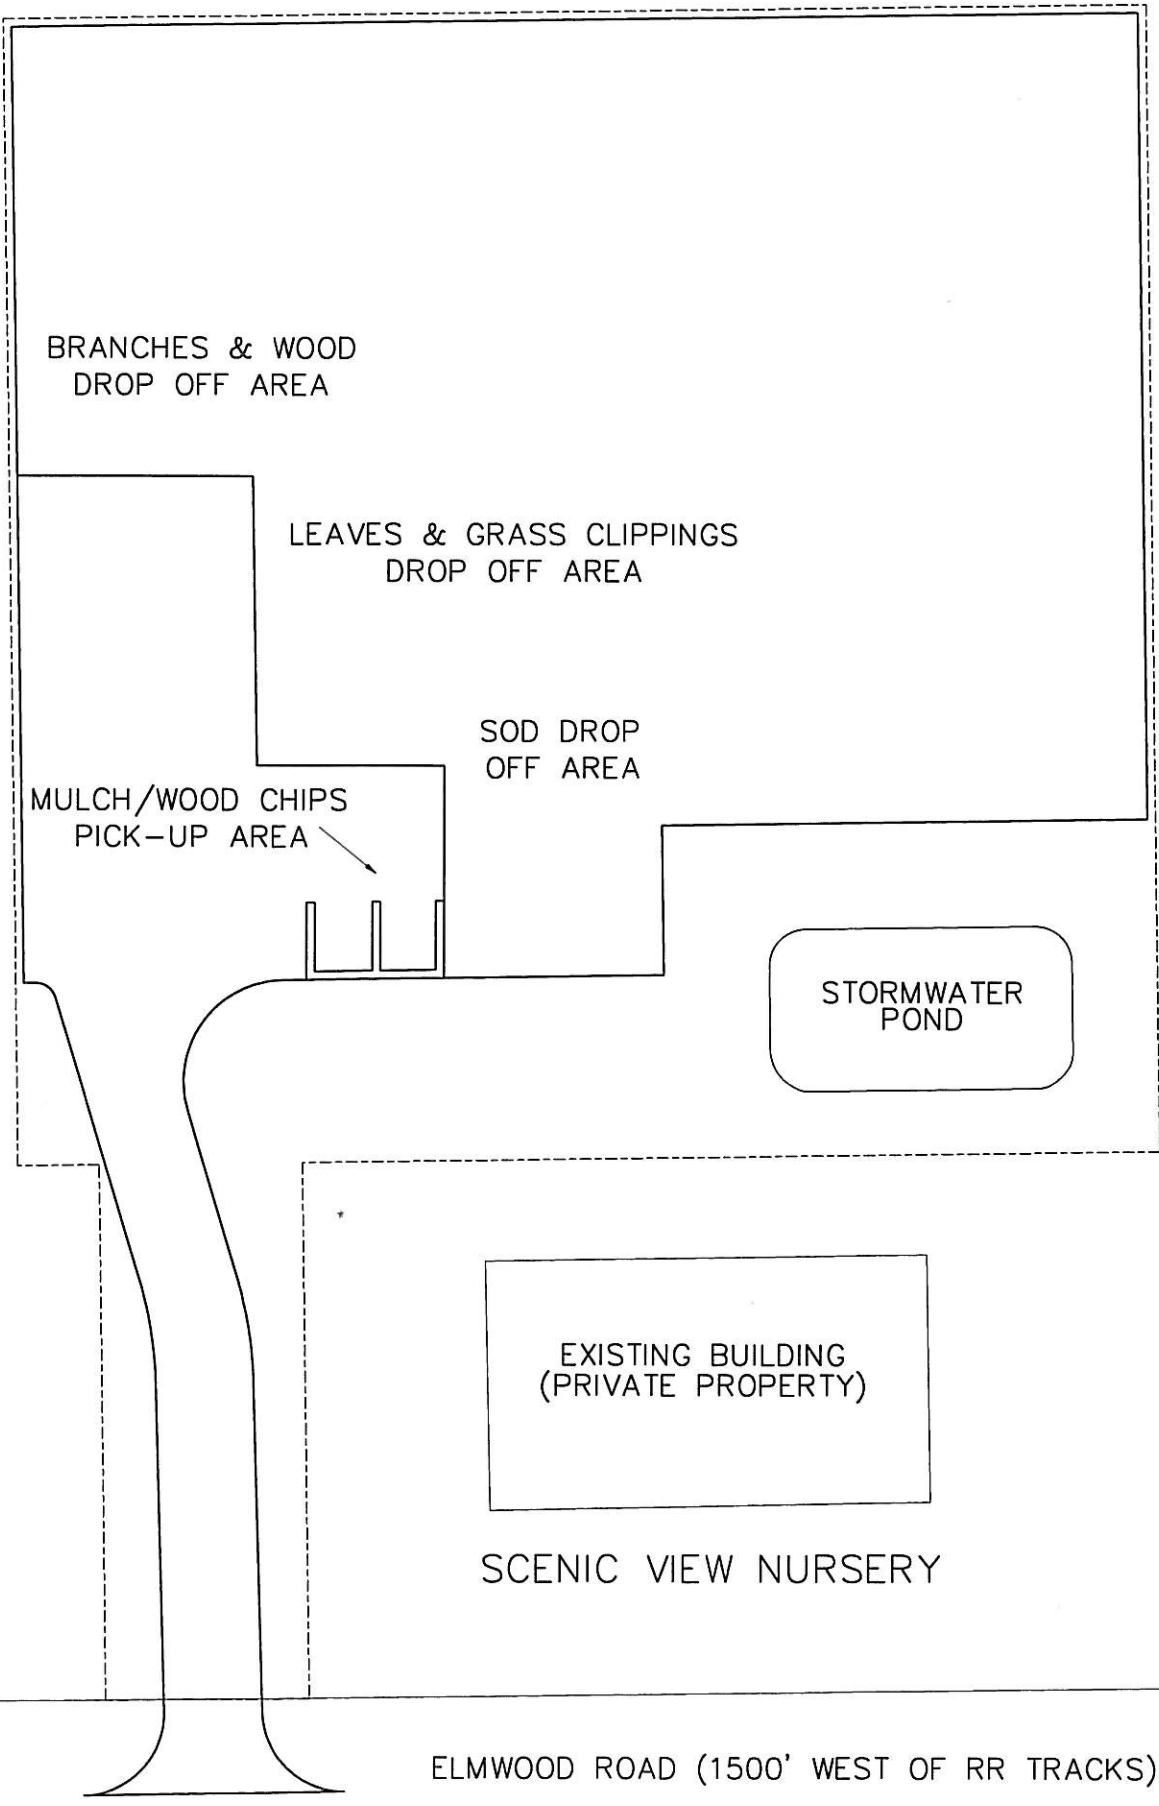 BRANCHES & WOOD
DROP OFF AREA
LEAVES & GRASS CLIPPINGS
DROP OFF AREA
SOD DROP
OFF AREA
MULCH/WOOD CHIPS
PICK-UP AREA
STORMWATER
POND
EXISTING BUILDING
(PRIVATE PROPERTY)
SCENIC VIEW NURSERY
ELMWOOD ROAD (1500' WEST OF RR TRACKS)